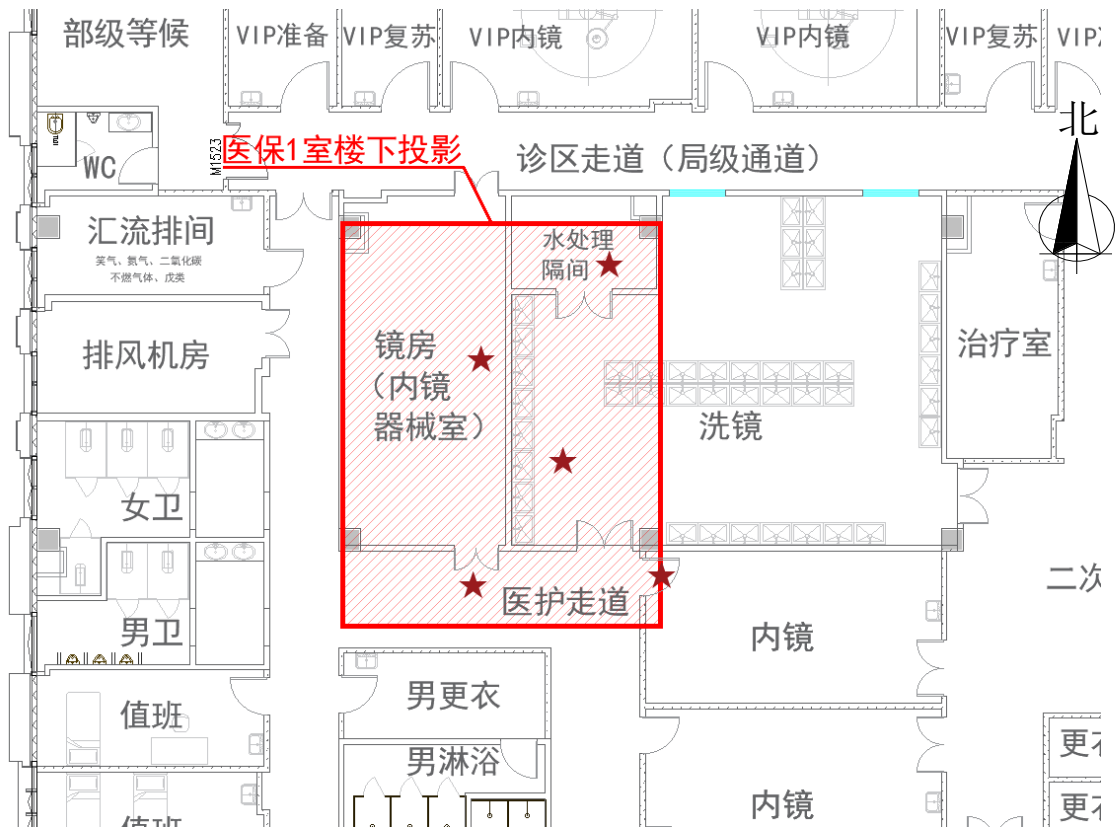 部级等候
VIP准备
VIP复苏
VIP内镜
VIP内镜
VIP复苏
VIP
北
M1523
医保1室楼下投影
诊区走道（局级通道）
WC
汇流排间
笑气、氮气、二氧化碳
不燃气体、戊类
水处理
隔间
排风机房
镜房
（内镜
器械室）
治疗室
洗镜
女卫
医护走道
二次
男卫
内镜
男更衣
值班
更衣
男淋浴
内镜
更衣
值班